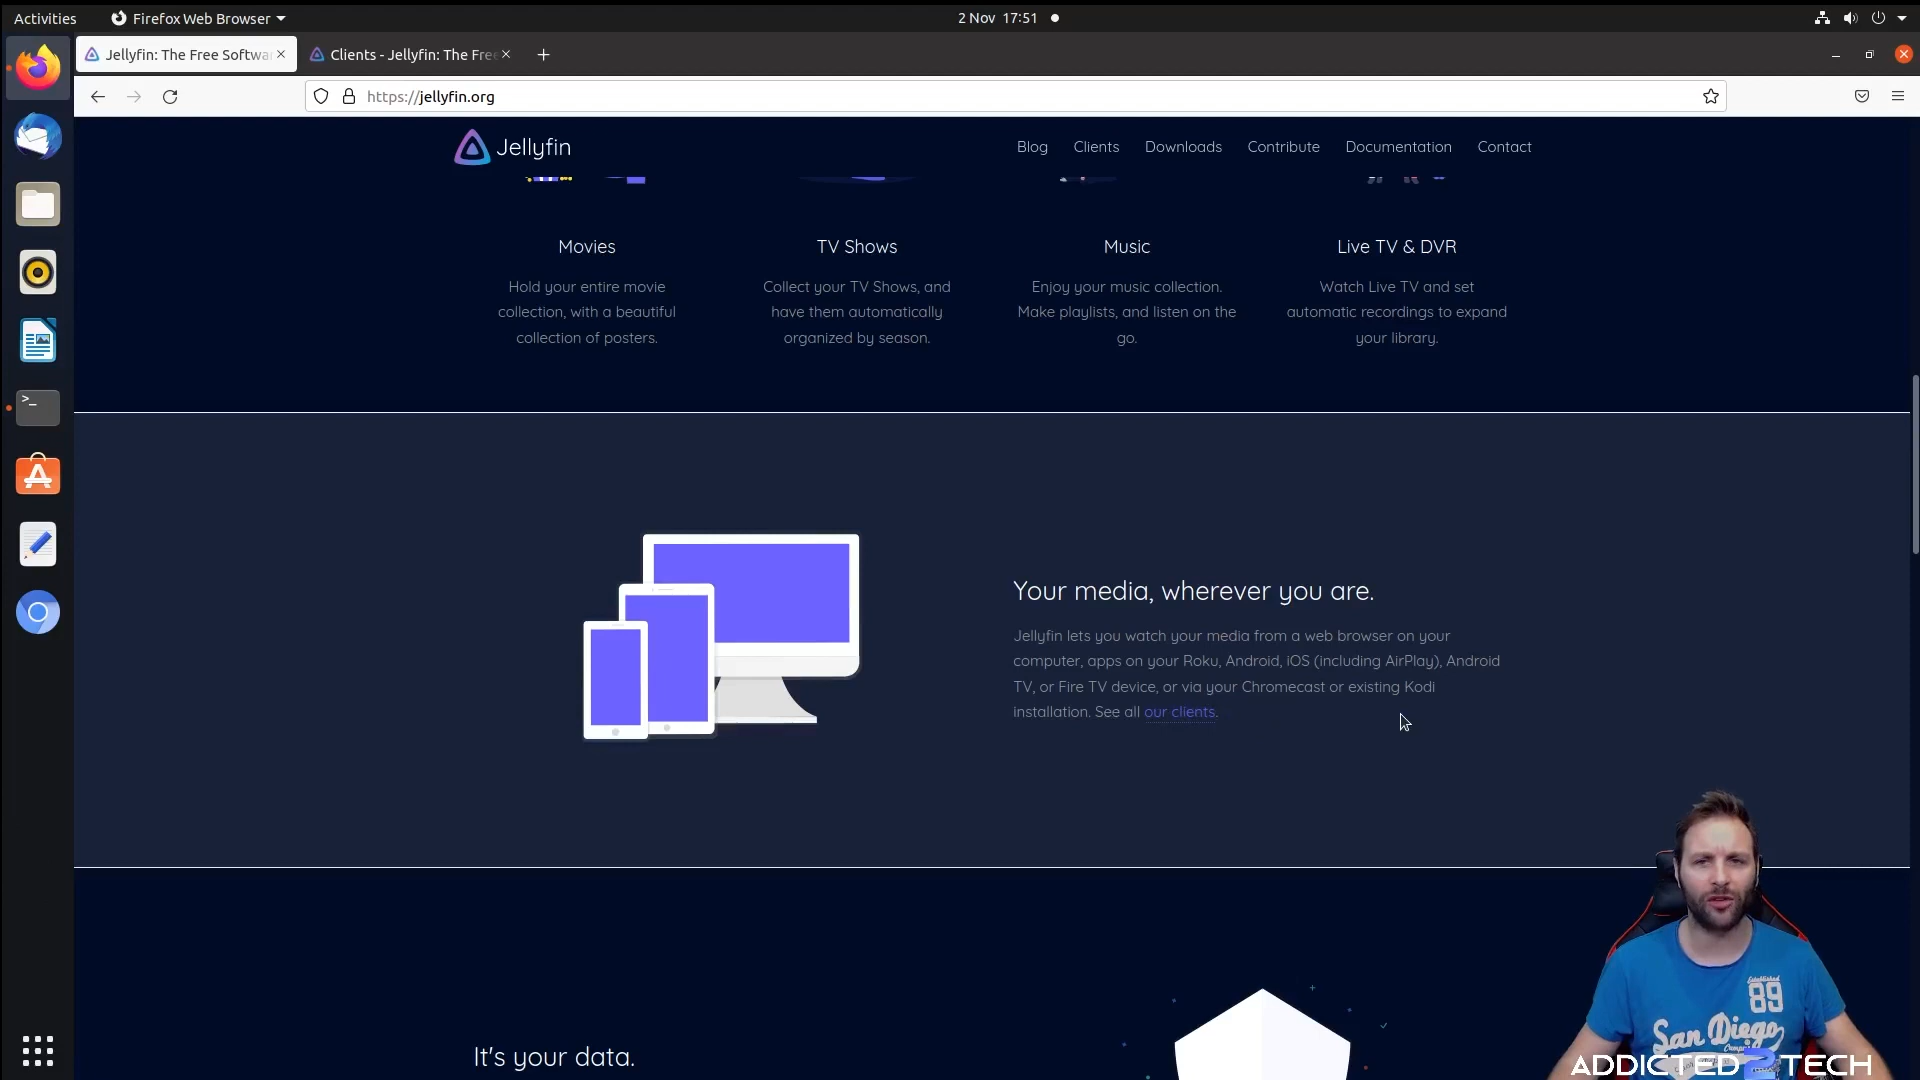 Activities
Firefox Web Browser
2 Nov 17:51
Jellyfin: The Free Softwa
Clients - Jellyfin: The Free
https://jellyfin.org
Jellyfin
Blog
Clients
Downloads
Contribute
Documentation
Contact
Movies
Hold your entire movie
collection, with a beautiful
collection of posters.
TV Shows
Collect your TV Shows, and
have them automatically
organized by season.
Music
Enjoy your music collection.
Make playlists, and listen on the
go.
Live TV & DVR
Watch Live TV and set
automatic recordings to expand
your library.
Your media, wherever you are.
Jellyfin lets you watch your media from a web browser on your
computer, apps on your Roku, Android, iOS (including AirPlay), Android
TV, or Fire TV device, or via your Chromecast or existing Kodi
installation. See all our clients.
It's your data.
89
San Diego
ADDICTED2TECH